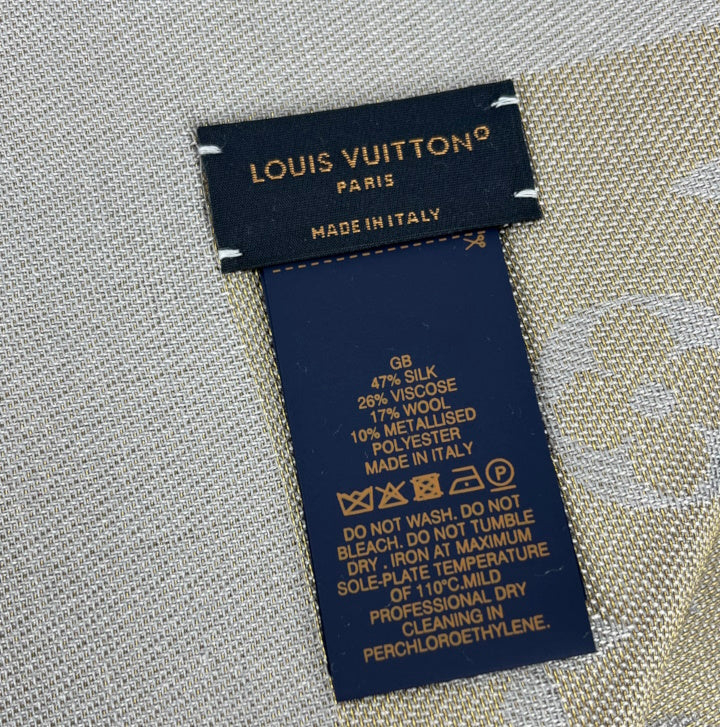 LOUIS VUITTON
PARIS
MADE IN ITALY
GB
47% SILK
26% VISCOSE
17% WOOL
10% METALLISED
POLYESTER
MADE IN ITALY
P
DO NOT WASH. DO NOT
BLEACH. DO NOT TUMBLE
DRY . IRON AT MAXIMUM
SOLE-PLATE TEMPERATURE
OF 110°C.MILD
PROFESSIONAL DRY
CLEANING IN
PERCHLOROETHYLENE.